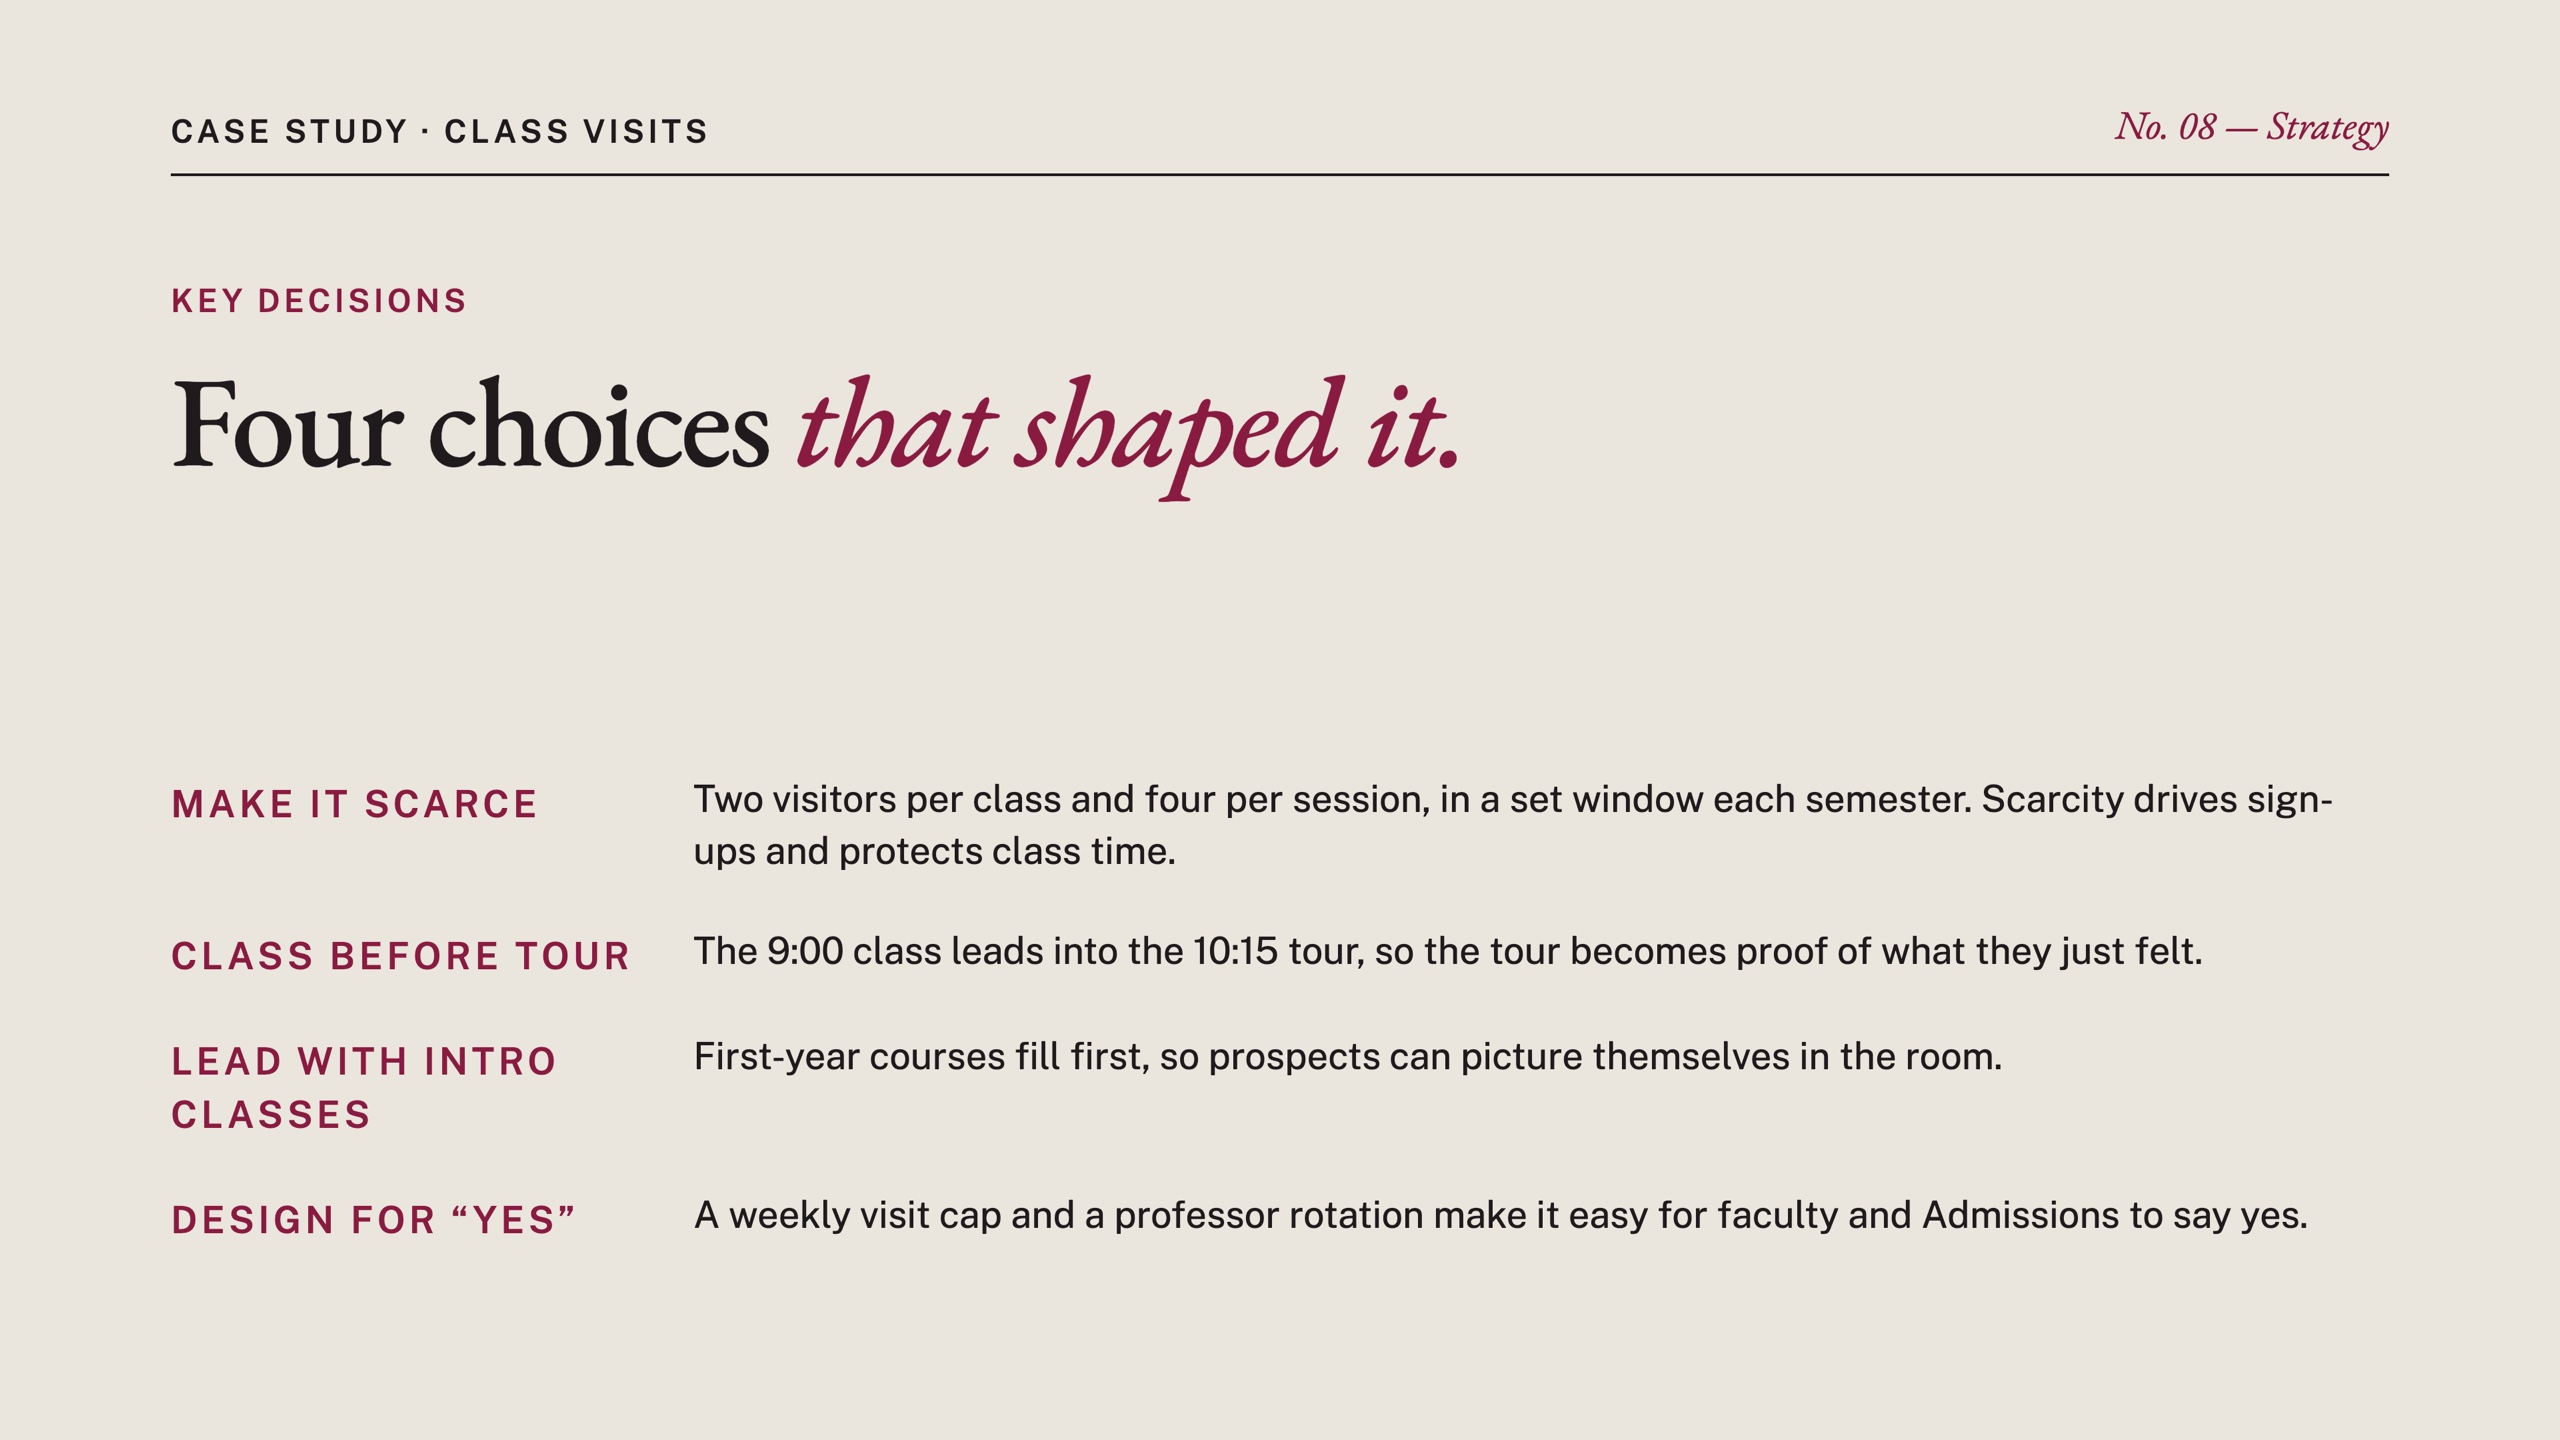 CASE STUDY · CLASS VISITS
No. 08 — Strategy
KEY DECISIONS
Four choices that shaped it.
MAKE IT SCARCE
Two visitors per class and four per session, in a set window each semester. Scarcity drives sign-
ups and protects class time.
CLASS BEFORE TOUR
The 9:00 class leads into the 10:15 tour, so the tour becomes proof of what they just felt.
LEAD WITH INTRO
CLASSES
First-year courses fill first, so prospects can picture themselves in the room.
DESIGN FOR “YES”
A weekly visit cap and a professor rotation make it easy for faculty and Admissions to say yes.